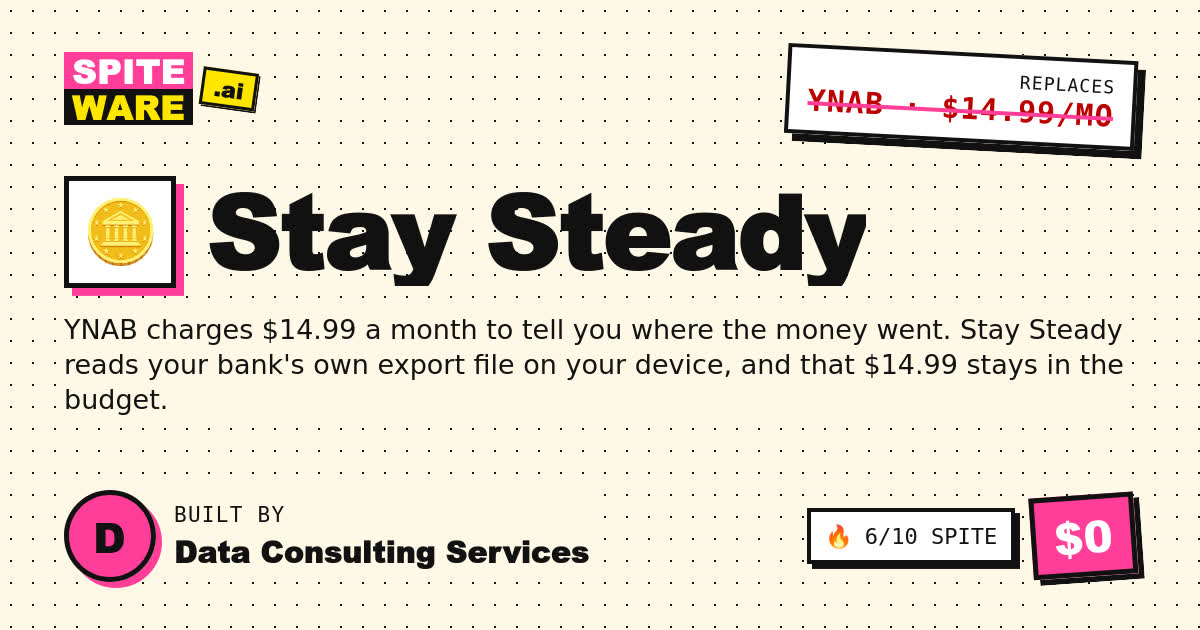 SPITE
WARE
.ai
REPLACES
YNAB · $14.99/MO
Stay Steady
YNAB charges $14.99 a month to tell you where the money went. Stay Steady
reads your bank's own export file on your device, and that $14.99 stays in the
budget.
D
BUILT BY
Data Consulting Services
🔥 6/10 SPITE
$0